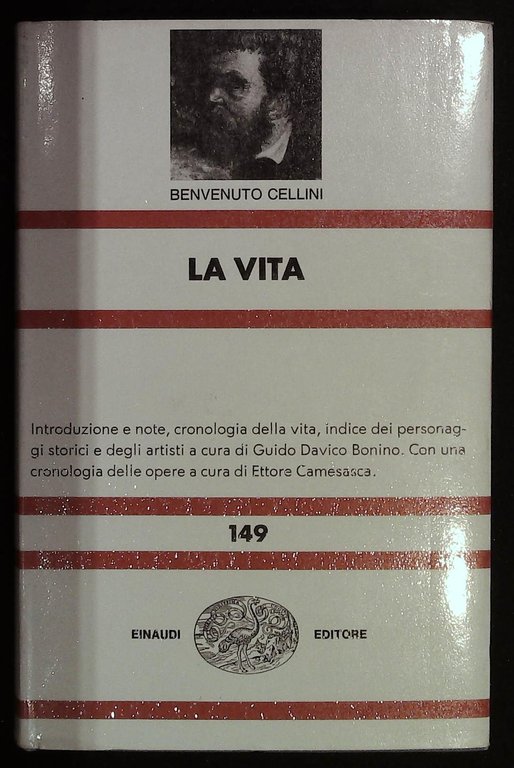 BENVENUTO CELLINI
LA VITA
Introduzione e note, cronologia della vita, indice dei personag-
gi storici e degli artisti a cura di Guido Davico Bonino. Con una
cronologia delle opere a cura di Ettore Camesasca.
149
EINAUDI EDITORE